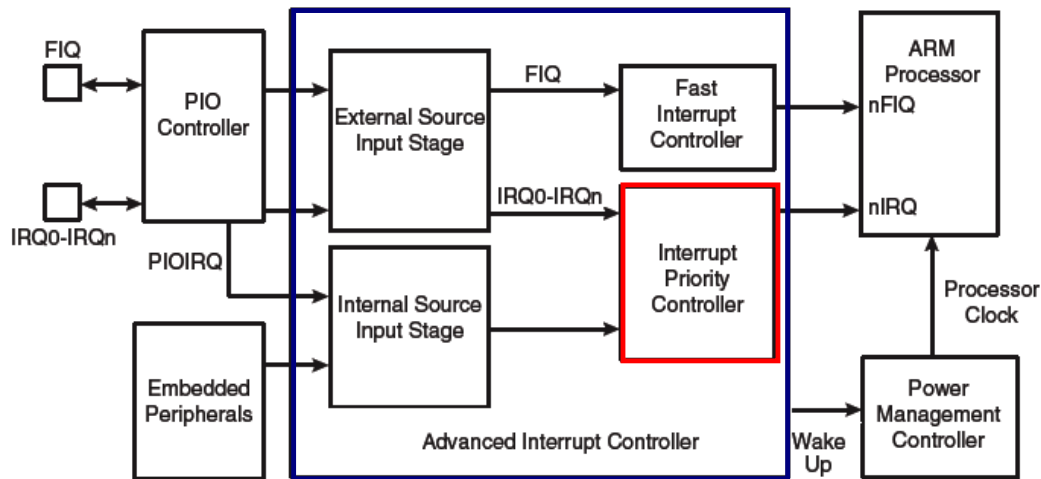 FIQ
PIO
Controller
IRQ0-IRQn
PIOIRQ
Embedded
Peripherals
External Source
Input Stage
Internal Source
Input Stage
FIQ
IRQ0-IRQn
Fast
Interrupt
Controller
Interrupt
Priority
Controller
Advanced Interrupt Controller
ARM
Processor
nFIQ
nIRQ
Processor
Clock
Wake
Up
Power
Management
Controller